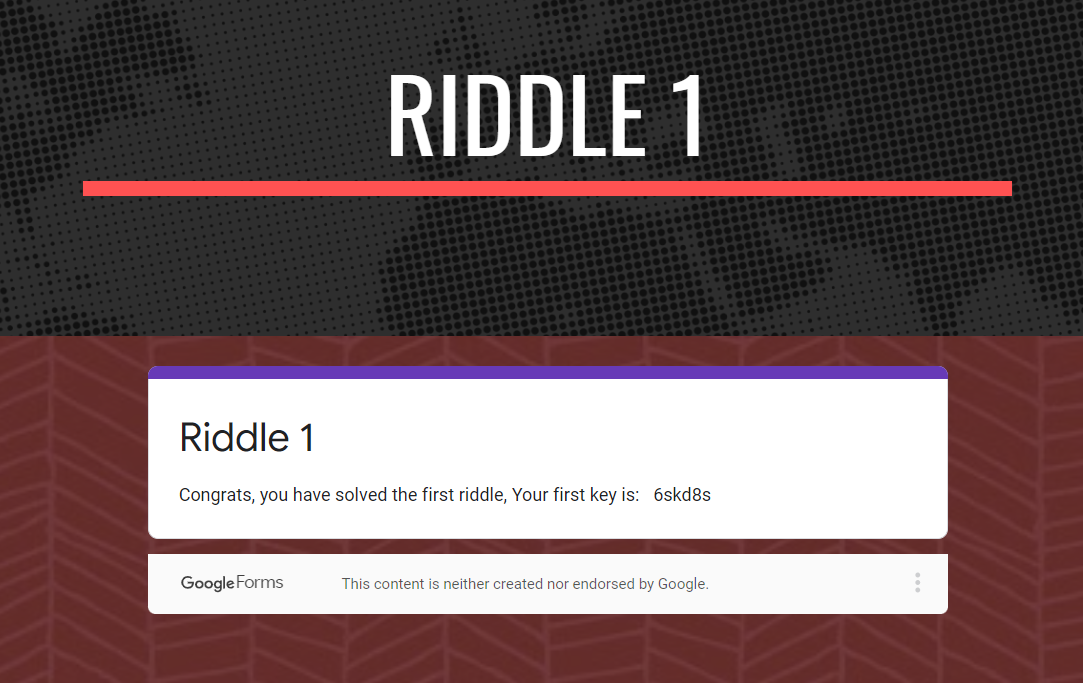 RIDDLE 1
Riddle 1
Congrats, you have solved the first riddle, Your first key is: 6skd8s
Google Forms This content is neither created nor endorsed by Google.